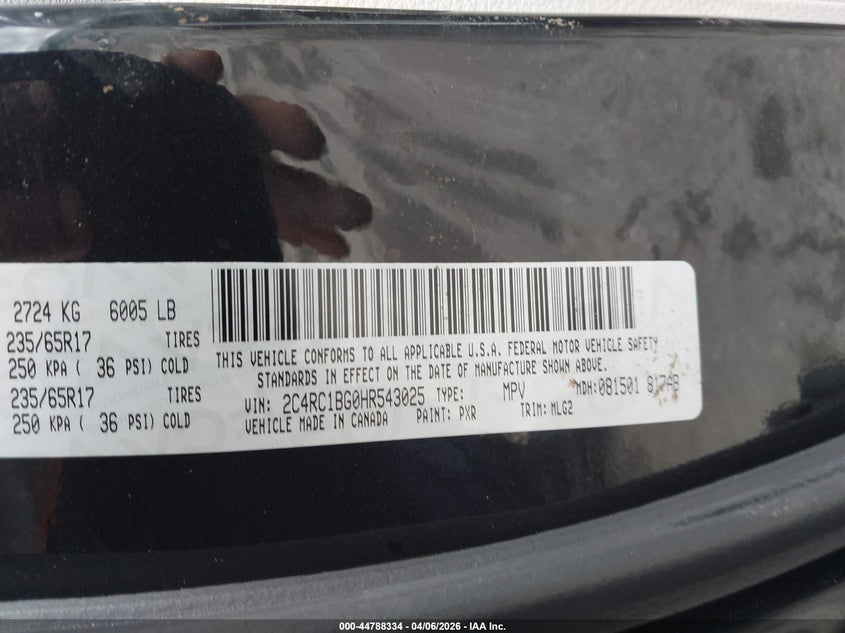 2724 KG 6005 LB
235/65R17 TIRES
250 KPA ( 36 PSI) COLD
235/65R17 TIRES
250 KPA ( 36 PSI) COLD
THIS VEHICLE CONFORMS TO ALL APPLICABLE U.S.A. FEDERAL MOTOR VEHICLE SAFETY
STANDARDS IN EFFECT ON THE DATE OF MANUFACTURE SHOWN ABOVE.
VIN: 2C4RC1BG0HR543025 TYPE: MPV MDH:081501
VEHICLE MADE IN CANADA PAINT: PXR TRIM: MLG2
000-44788334 | 04/06/2026 - IAA Inc.